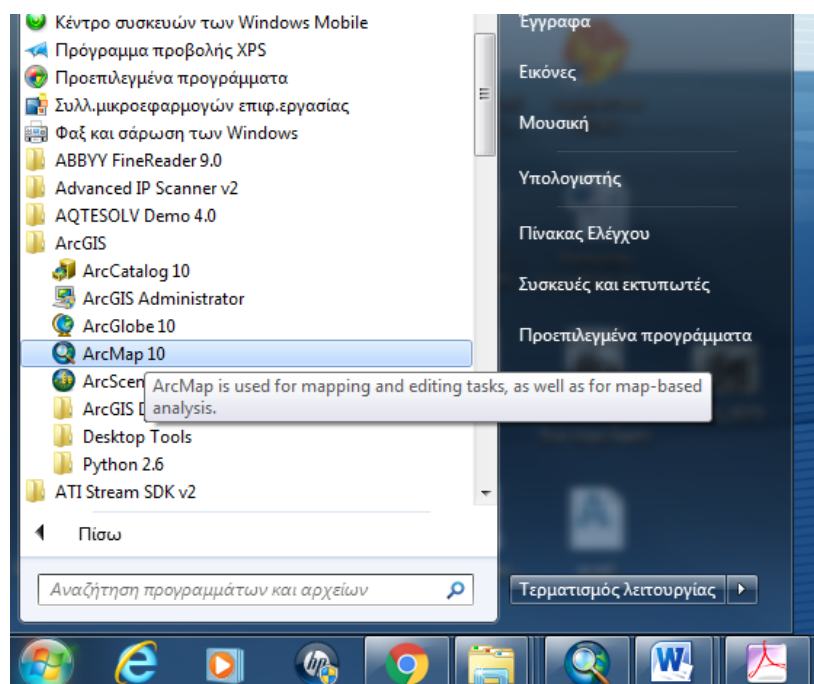 Κέντρο συσκευών των Windows Mobile
Πρόγραμμα προβολής XPS
Προεπιλεγμένα προγράμματα
Συλλ.μικροεφαρμογών επιφ.εργασίας
Φαξ και σάρωση των Windows
ABBYY FineReader 9.0
Advanced IP Scanner v2
AQTESOLV Demo 4.0
ArcGIS
ArcCatalog 10
ArcGIS Administrator
ArcGlobe 10
ArcMap 10
ArcScen
ArcGIS D
Desktop Tools
Python 2.6
ATI Stream SDK v2
ArcMap is used for mapping and editing tasks, as well as for map-based
analysis.
Πίσω
Αναζήτηση προγραμμάτων και αρχείων
Έγγραφα
Εικόνες
Μουσική
Υπολογιστής
Πίνακας Ελέγχου
Συσκευές και εκτυπωτές
Προεπιλεγμένα προγράμματα
Τερματισμός λειτουργίας
hp
W